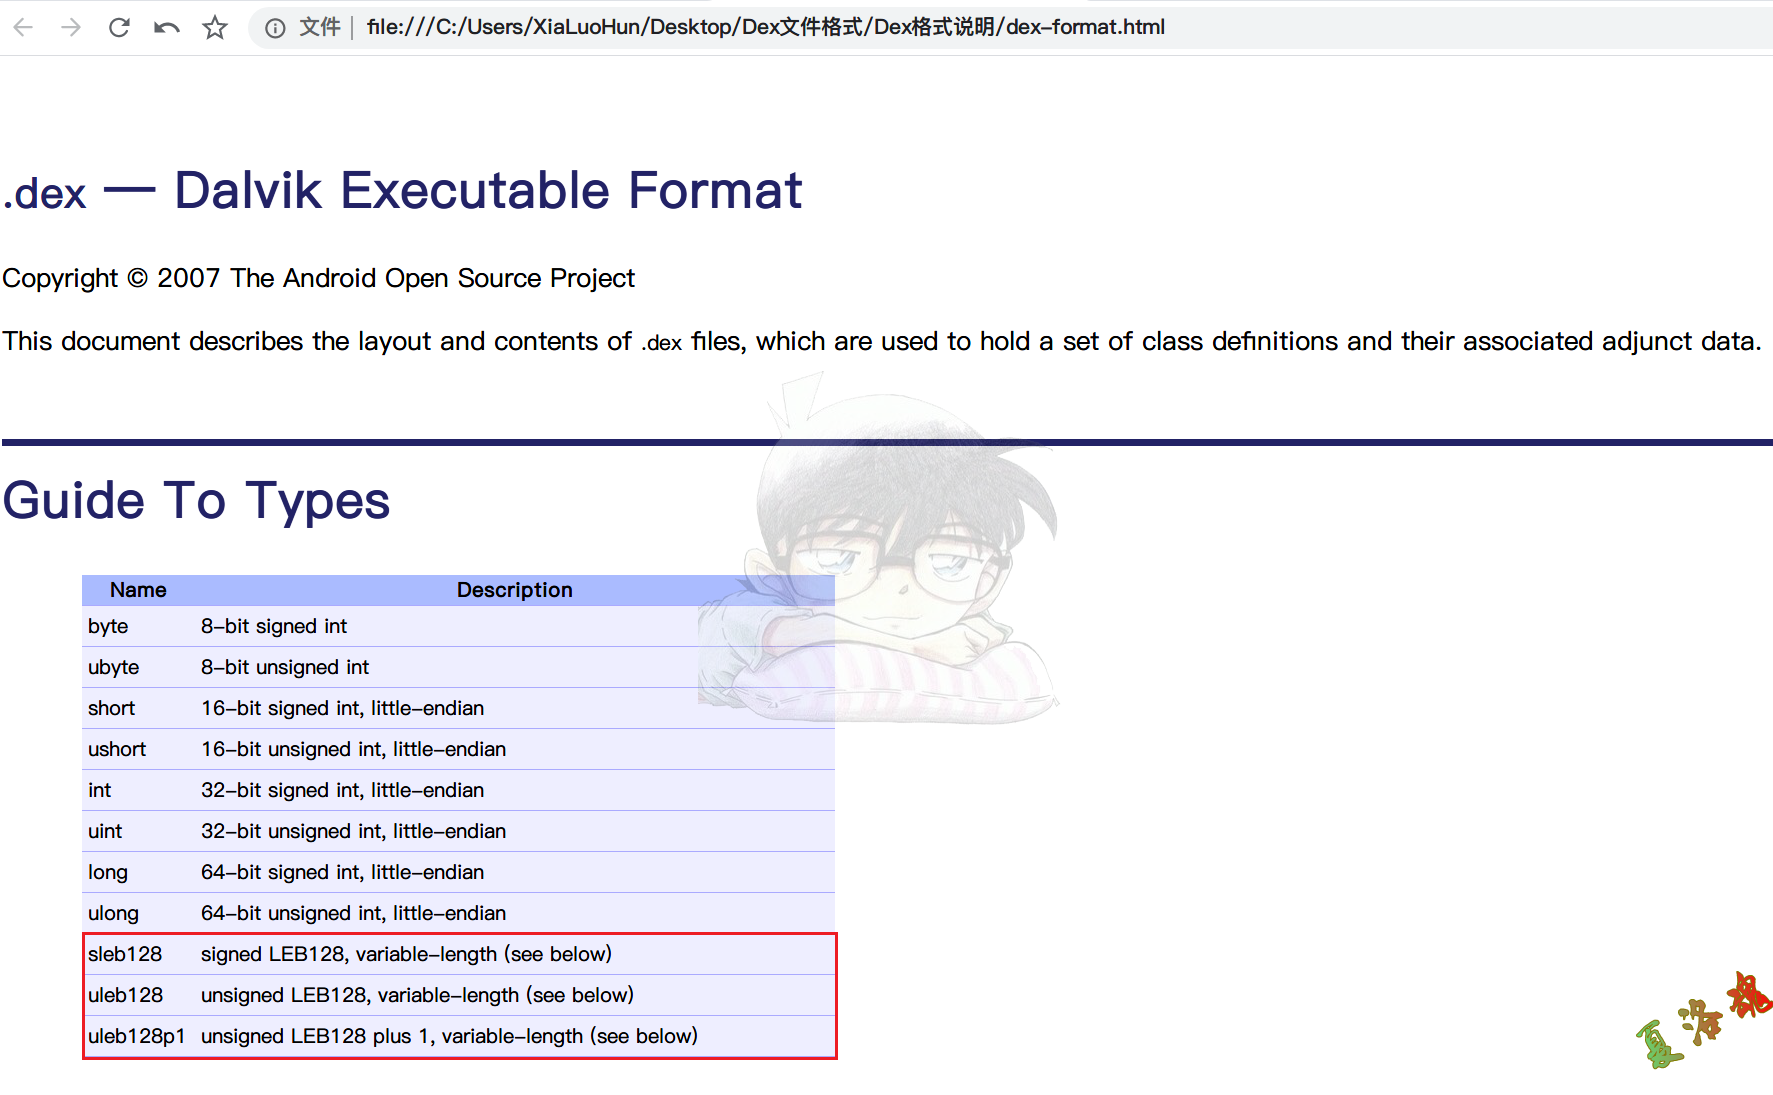 文件 | file:///C:/Users/XiaLuoHun/Desktop/Dex文件格式/Dex格式说明/dex-format.html
.dex — Dalvik Executable Format
Copyright © 2007 The Android Open Source Project
This document describes the layout and contents of .dex files, which are used to hold a set of class definitions and their associated adjunct data.
Guide To Types
Name Description
byte 8-bit signed int
ubyte 8-bit unsigned int
short 16-bit signed int, little-endian
ushort 16-bit unsigned int, little-endian
int 32-bit signed int, little-endian
uint 32-bit unsigned int, little-endian
long 64-bit signed int, little-endian
ulong 64-bit unsigned int, little-endian
sleb128 signed LEB128, variable-length (see below)
uleb128 unsigned LEB128, variable-length (see below)
uleb128p1 unsigned LEB128 plus 1, variable-length (see below)
夏洛魂